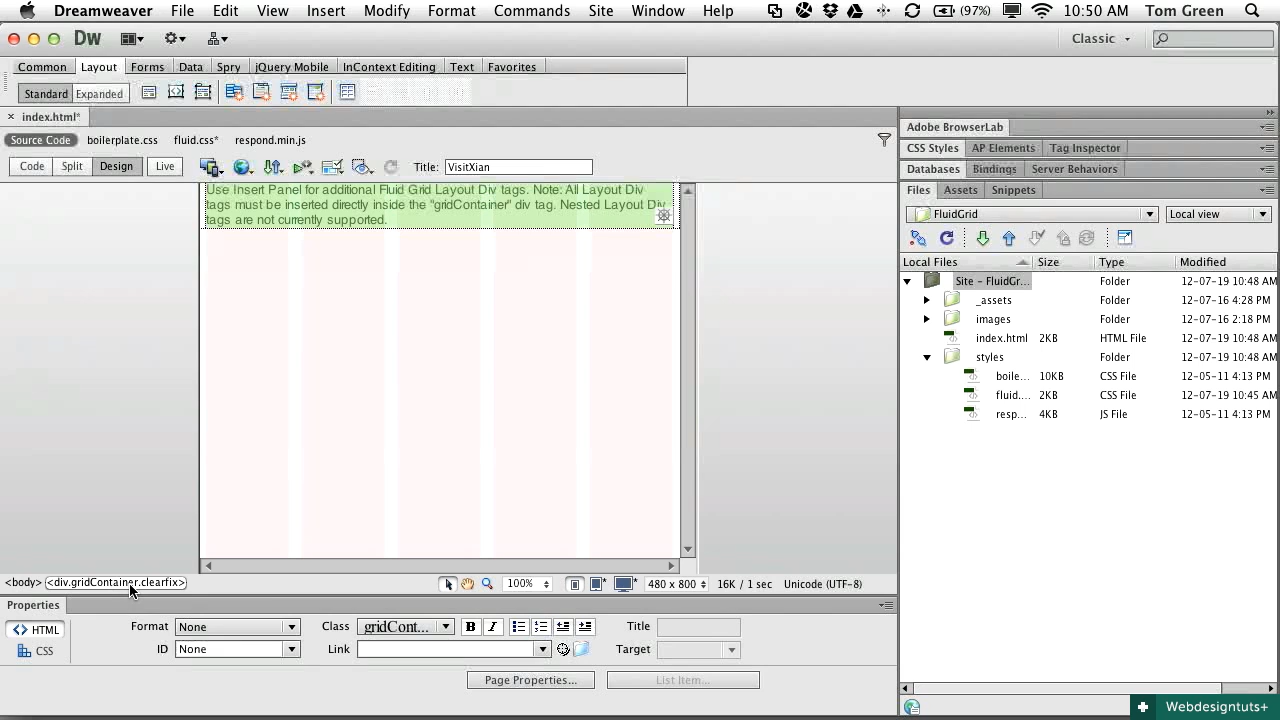 Dreamweaver File Edit View Insert Modify Format Commands Site Window Help (97%) 10:50 AM Tom Green
Dw Classic
Common Layout Forms Data Spry jQuery Mobile InContext Editing Text Favorites
Standard Expanded
index.html*
Source Code boilerplate.css fluid.css* respond.min.js
Code Split Design Live Title: VisitXian
Use Insert Panel for additional Fluid Grid Layout Div tags. Note: All Layout Div
tags must be inserted directly inside the "gridContainer" div tag. Nested Layout Div
tags are not currently supported.
<body> <div.gridContainer.clearfix> 100% 480 x 800 16K / 1 sec Unicode (UTF-8)
Properties
HTML Format None Class gridCont... B I Title
CSS ID None Link Target
Page Properties... List Item...
Adobe BrowserLab
CSS Styles AP Elements Tag Inspector
Databases Bindings Server Behaviors
Files Assets Snippets
FluidGrid Local view
Local Files Size Type Modified
Site – FluidGr... Folder 12-07-19 10:48 AM
_assets Folder 12-07-16 4:28 PM
images Folder 12-07-16 2:18 PM
index.html 2KB HTML File 12-07-19 10:48 AM
styles Folder 12-07-19 10:48 AM
boile... 10KB CSS File 12-05-11 4:13 PM
fluid.... 2KB CSS File 12-07-19 10:45 AM
resp... 4KB JS File 12-05-11 4:13 PM
Webdesigntuts+